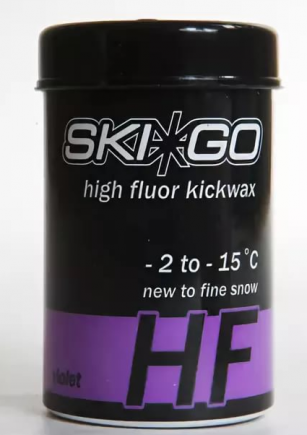 SKI*GO
high fluor kickwax
- 2 to - 15°C
new to fine snow
HF
violet